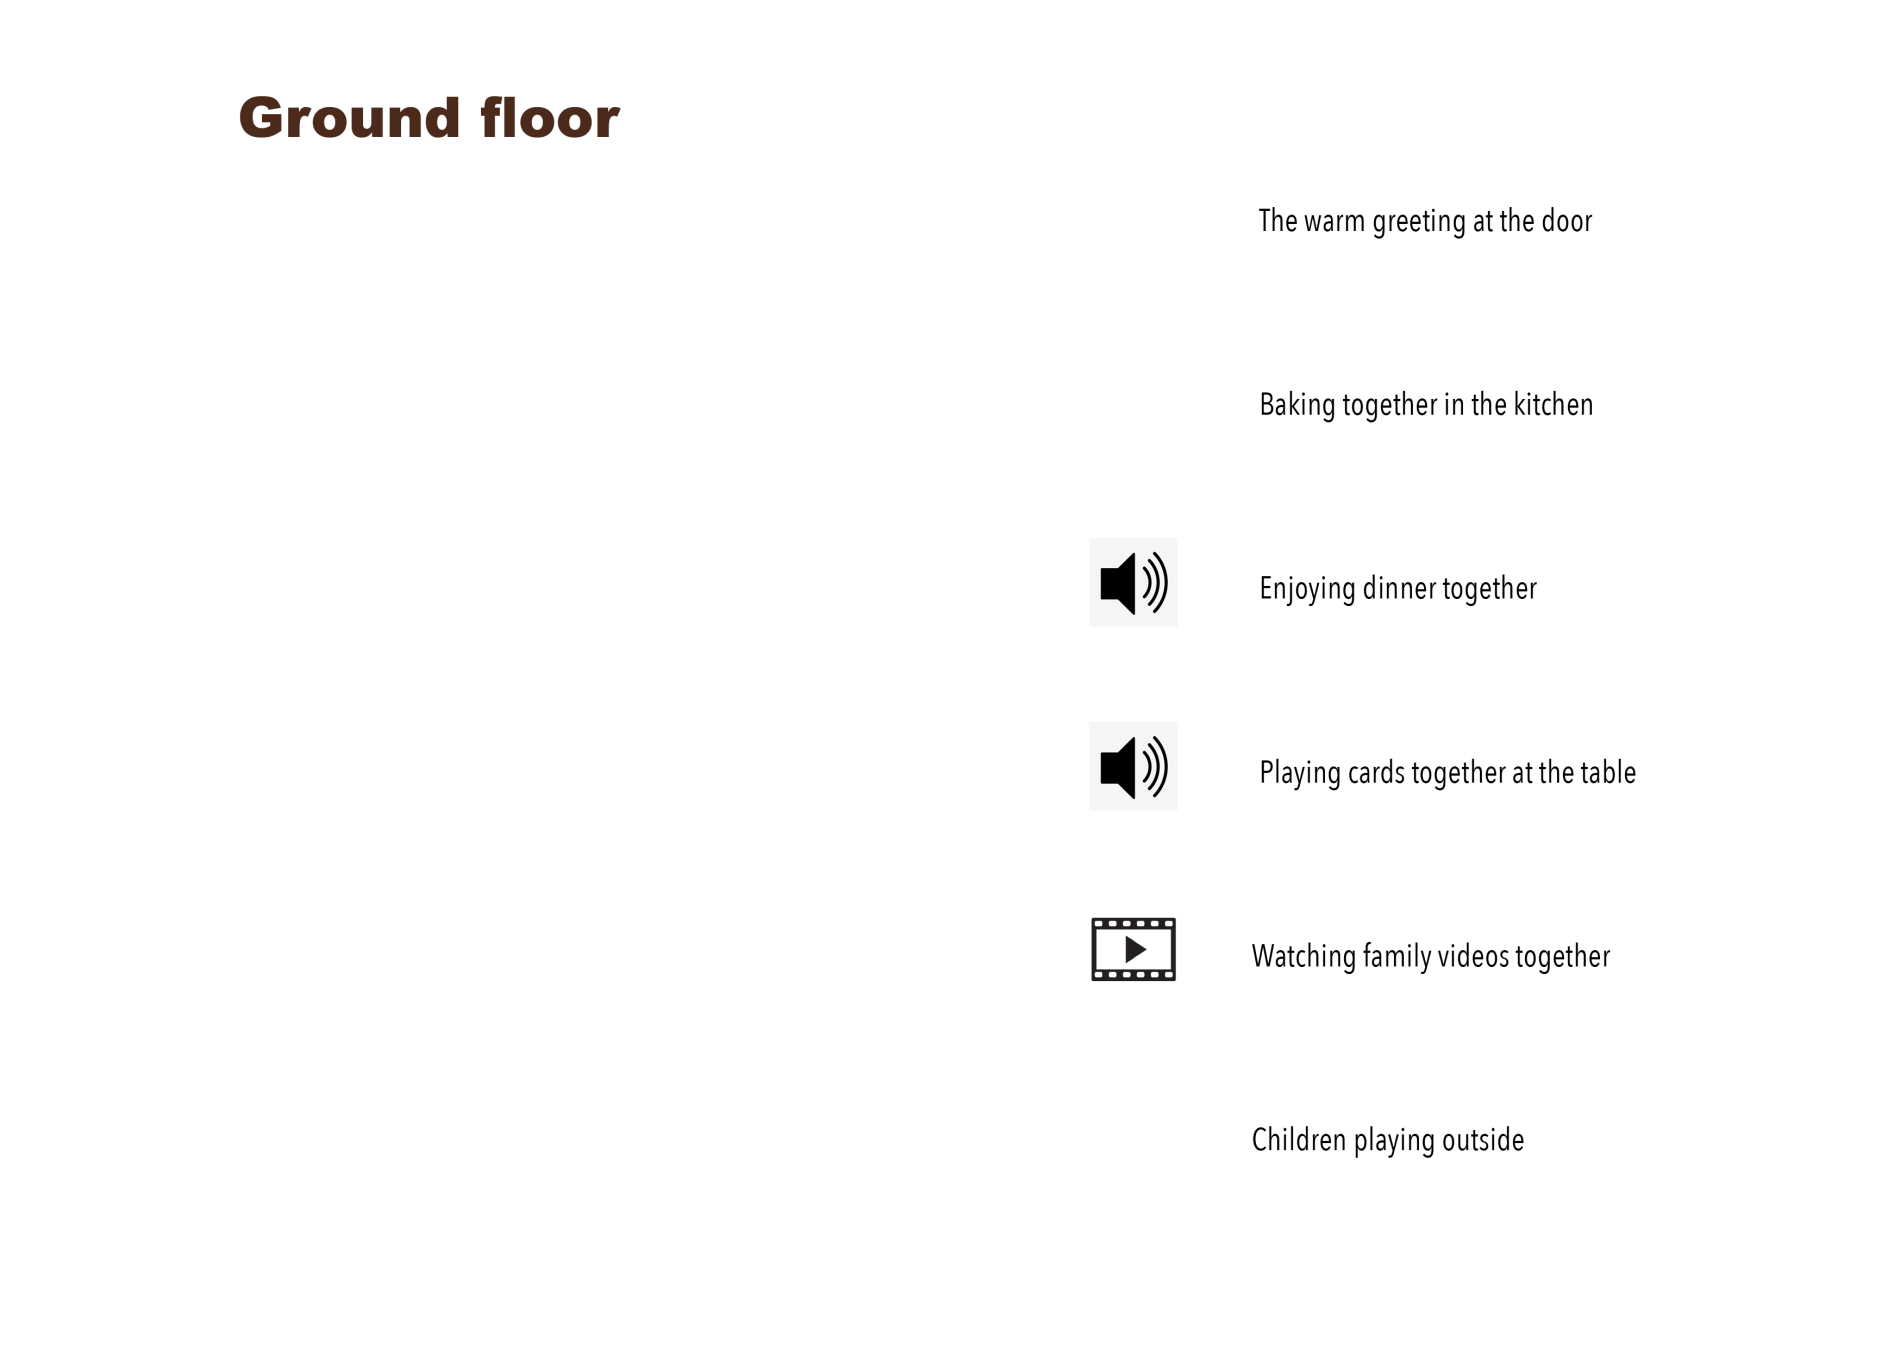 Ground floor
The warm greeting at the door
Baking together in the kitchen
Enjoying dinner together
Playing cards together at the table
Watching family videos together
Children playing outside